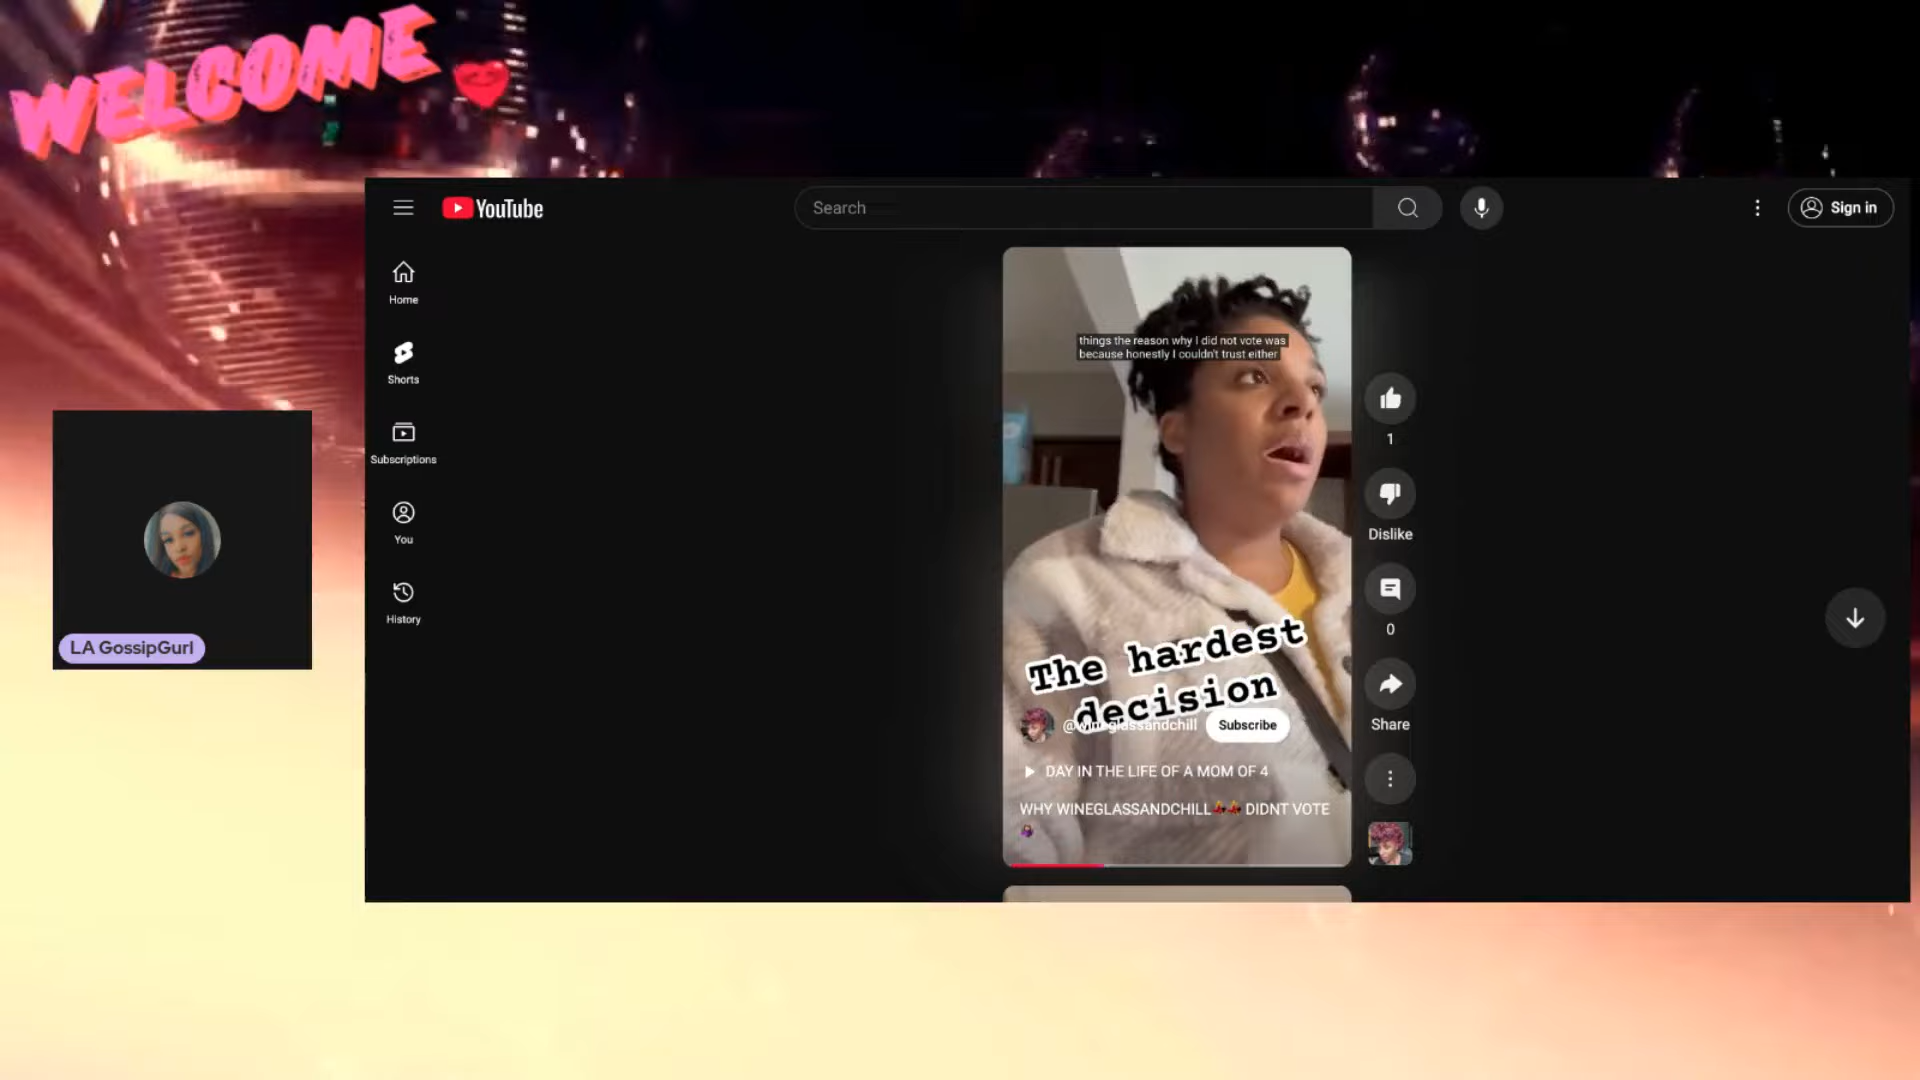 WELCOME
YouTube
Search
Sign in
Home
Shorts
Subscriptions
You
History
LA GossipGurl
things the reason why I did not vote was
because honestly I couldn't trust either
The hardest
decision
@wineglassandchill
Subscribe
DAY IN THE LIFE OF A MOM OF 4
WHY WINEGLASSANDCHILL DIDNT VOTE
1
Dislike
0
Share